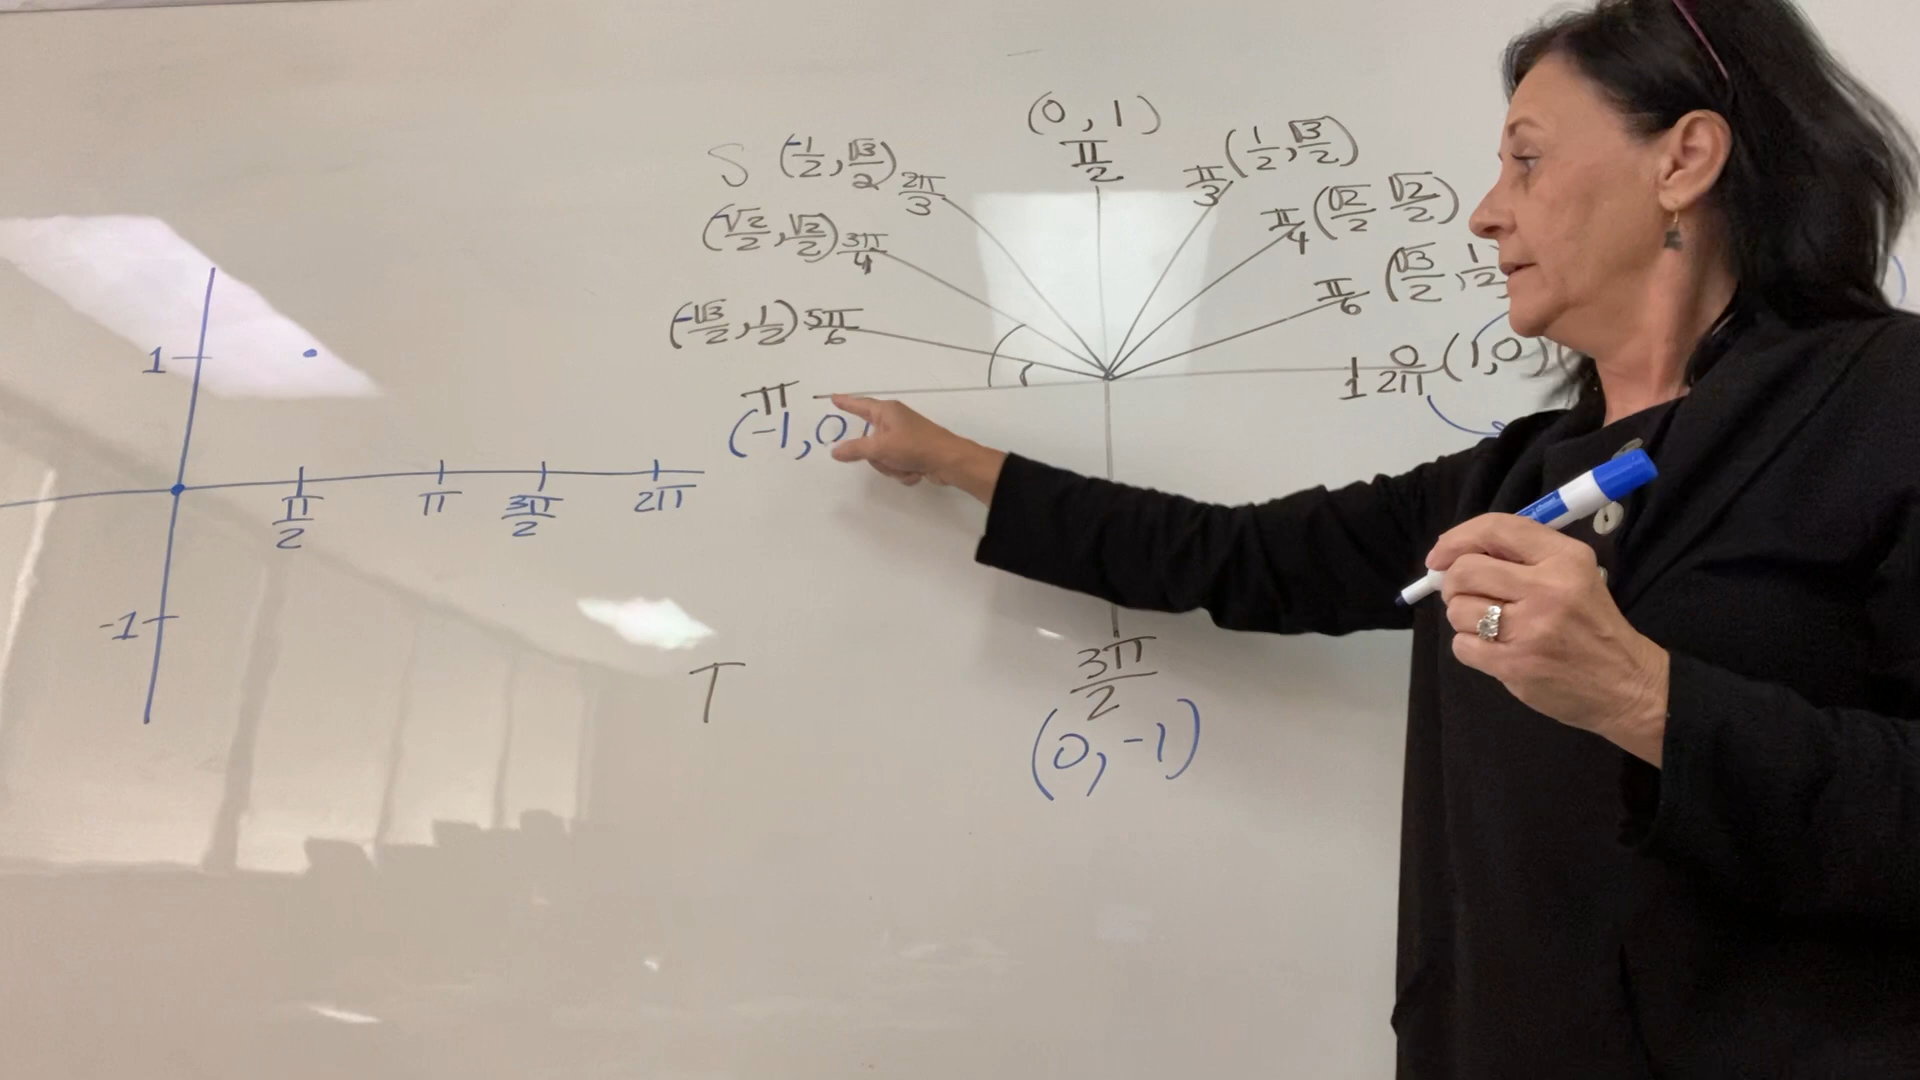 (0, 1)
π/2
S (-1/2, √3/2) 2π/3
π/3 (1/2, √3/2)
(-√2/2, √2/2) 3π/4
π/4 (√2/2 √2/2)
(-√3/2, 1/2) 5π/6
π/6 (√3/2, 1/2
π
(-1, 0)
1 0/2π (1,0)
1
π/2 π 3π/2 2π
-1
T
3π/2
(0, -1)